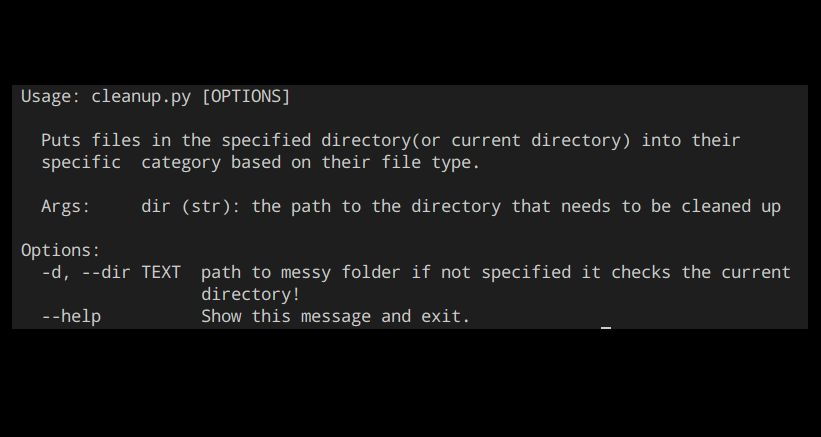 Usage: cleanup.py [OPTIONS]
Puts files in the specified directory(or current directory) into their
specific  category based on their file type.
Args:     dir (str): the path to the directory that needs to be cleaned up
Options:
-d, --dir TEXT  path to messy folder if not specified it checks the current
directory!
--help          Show this message and exit.